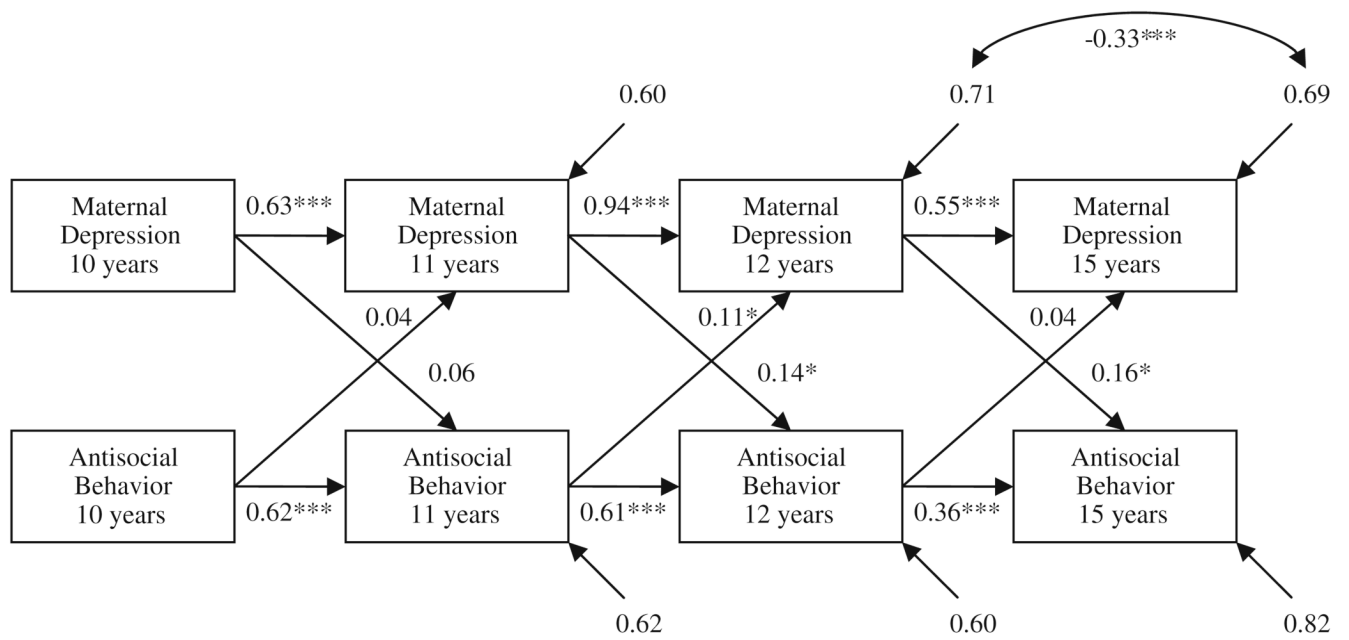 -0.33***
0.60
0.71
0.69
Maternal
Depression
10 years
0.63***
Maternal
Depression
11 years
0.94***
Maternal
Depression
12 years
0.55***
Maternal
Depression
15 years
0.04
0.06
0.11*
0.14*
0.04
0.16*
Antisocial
Behavior
10 years
0.62***
Antisocial
Behavior
11 years
0.61***
Antisocial
Behavior
12 years
0.36***
Antisocial
Behavior
15 years
0.62
0.60
0.82